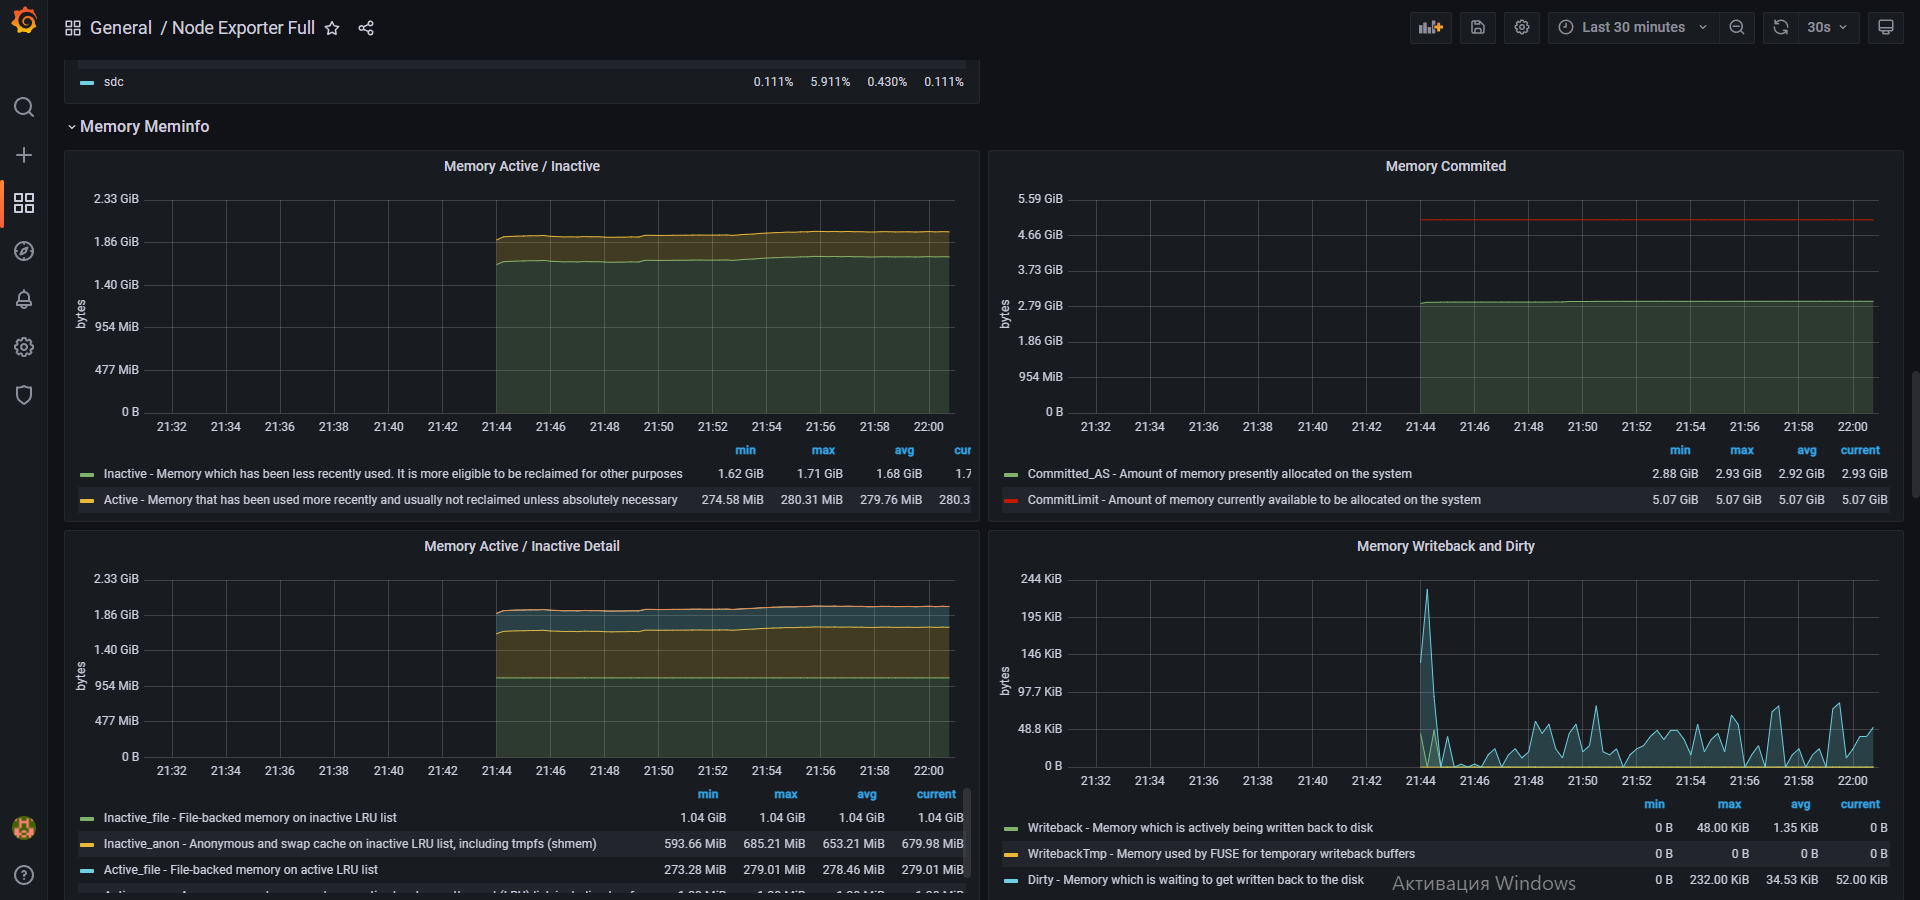 General / Node Exporter Full
Last 30 minutes
30s
sdc 0.111% 5.911% 0.430% 0.111%
Memory Meminfo
Memory Active / Inactive
2.33 GiB
1.86 GiB
1.40 GiB
954 MiB
477 MiB
0 B
bytes
21:32 21:34 21:36 21:38 21:40 21:42 21:44 21:46 21:48 21:50 21:52 21:54 21:56 21:58 22:00
min max avg cur
Inactive - Memory which has been less recently used. It is more eligible to be reclaimed for other purposes 1.62 GiB 1.71 GiB 1.68 GiB 1.7
Active - Memory that has been used more recently and usually not reclaimed unless absolutely necessary 274.58 MiB 280.31 MiB 279.76 MiB 280.3
Memory Commited
5.59 GiB
4.66 GiB
3.73 GiB
2.79 GiB
1.86 GiB
954 MiB
0 B
bytes
21:32 21:34 21:36 21:38 21:40 21:42 21:44 21:46 21:48 21:50 21:52 21:54 21:56 21:58 22:00
min max avg current
Committed_AS - Amount of memory presently allocated on the system 2.88 GiB 2.93 GiB 2.92 GiB 2.93 GiB
CommitLimit - Amount of memory currently available to be allocated on the system 5.07 GiB 5.07 GiB 5.07 GiB 5.07 GiB
Memory Active / Inactive Detail
2.33 GiB
1.86 GiB
1.40 GiB
954 MiB
477 MiB
0 B
bytes
21:32 21:34 21:36 21:38 21:40 21:42 21:44 21:46 21:48 21:50 21:52 21:54 21:56 21:58 22:00
min max avg current
Inactive_file - File-backed memory on inactive LRU list 1.04 GiB 1.04 GiB 1.04 GiB 1.04 GiB
Inactive_anon - Anonymous and swap cache on inactive LRU list, including tmpfs (shmem) 593.66 MiB 685.21 MiB 653.21 MiB 679.98 MiB
Active_file - File-backed memory on active LRU list 273.28 MiB 279.01 MiB 278.46 MiB 279.01 MiB
Memory Writeback and Dirty
244 KiB
195 KiB
146 KiB
97.7 KiB
48.8 KiB
0 B
bytes
21:32 21:34 21:36 21:38 21:40 21:42 21:44 21:46 21:48 21:50 21:52 21:54 21:56 21:58 22:00
min max avg current
Writeback - Memory which is actively being written back to disk 0 B 48.00 KiB 1.35 KiB 0 B
WritebackTmp - Memory used by FUSE for temporary writeback buffers 0 B 0 B 0 B 0 B
Dirty - Memory which is waiting to get written back to the disk 0 B 232.00 KiB 34.53 KiB 52.00 KiB
Активация Windows